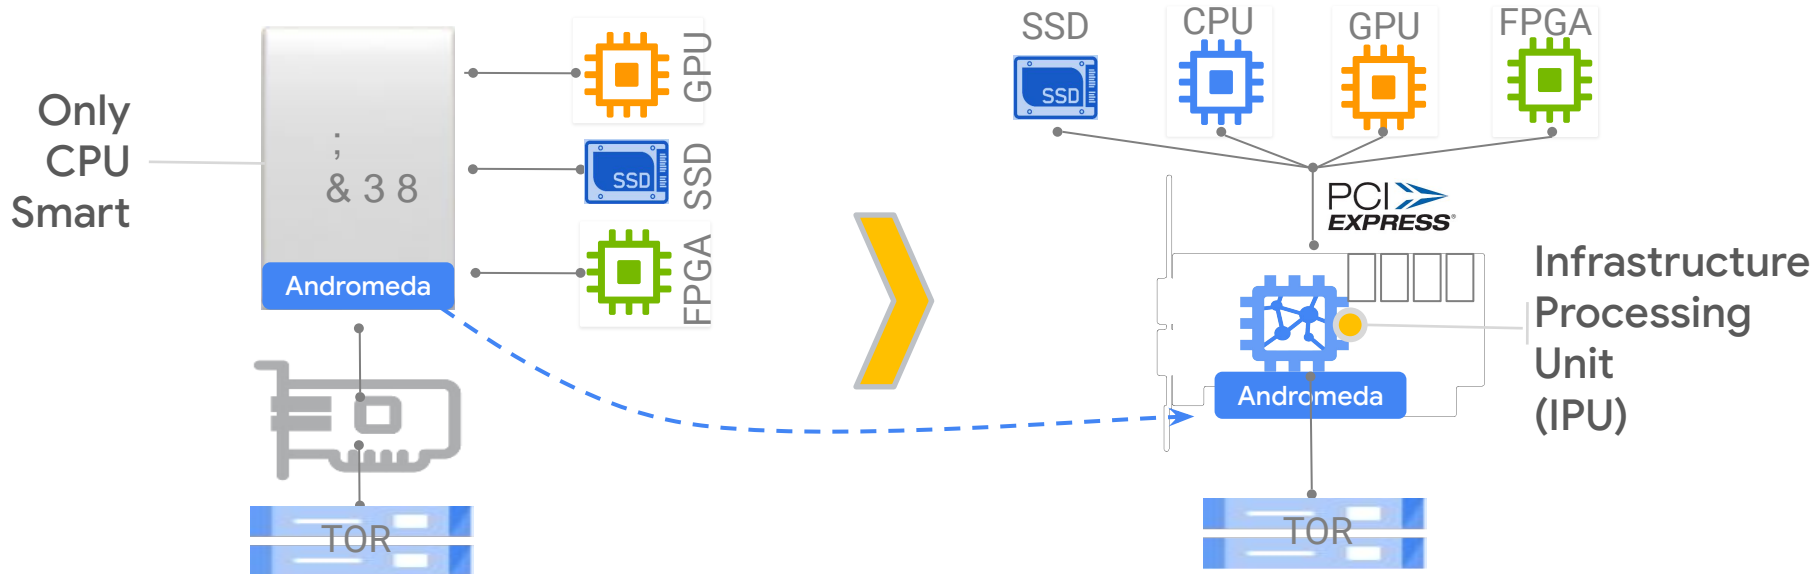 Only
CPU
Smart
;
& 3 8
Andromeda
GPU
SSD
SSD
FPGA
TOR
SSD
CPU
GPU
FPGA
SSD
PCI
EXPRESS®
Infrastructure
Processing
Unit
(IPU)
Andromeda
TOR